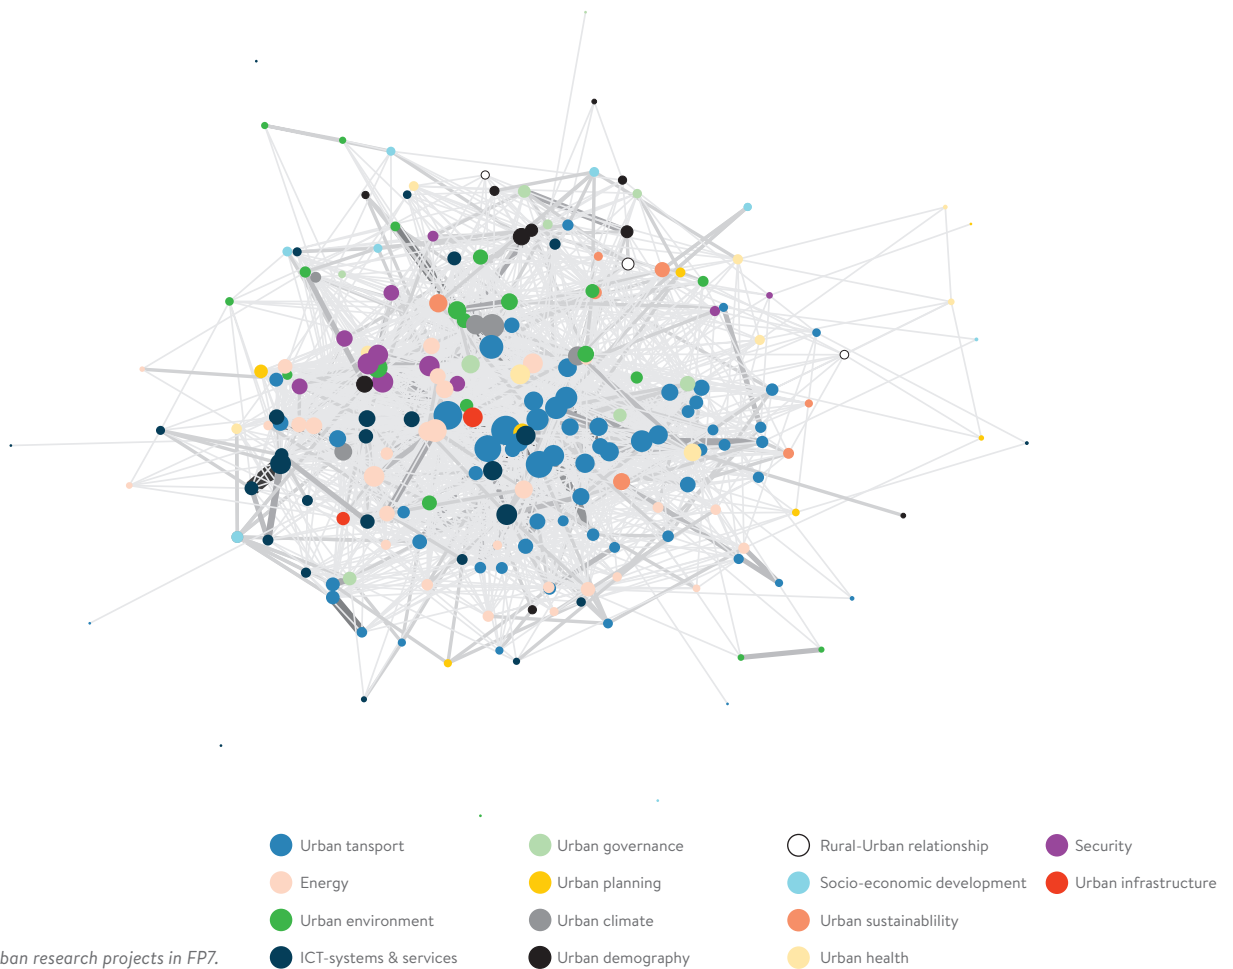 Urban tansport
Urban governance
Rural-Urban relationship
Security
Energy
Urban planning
Socio-economic development
Urban infrastructure
Urban environment
Urban climate
Urban sustainablility
ban research projects in FP7.
ICT-systems & services
Urban demography
Urban health